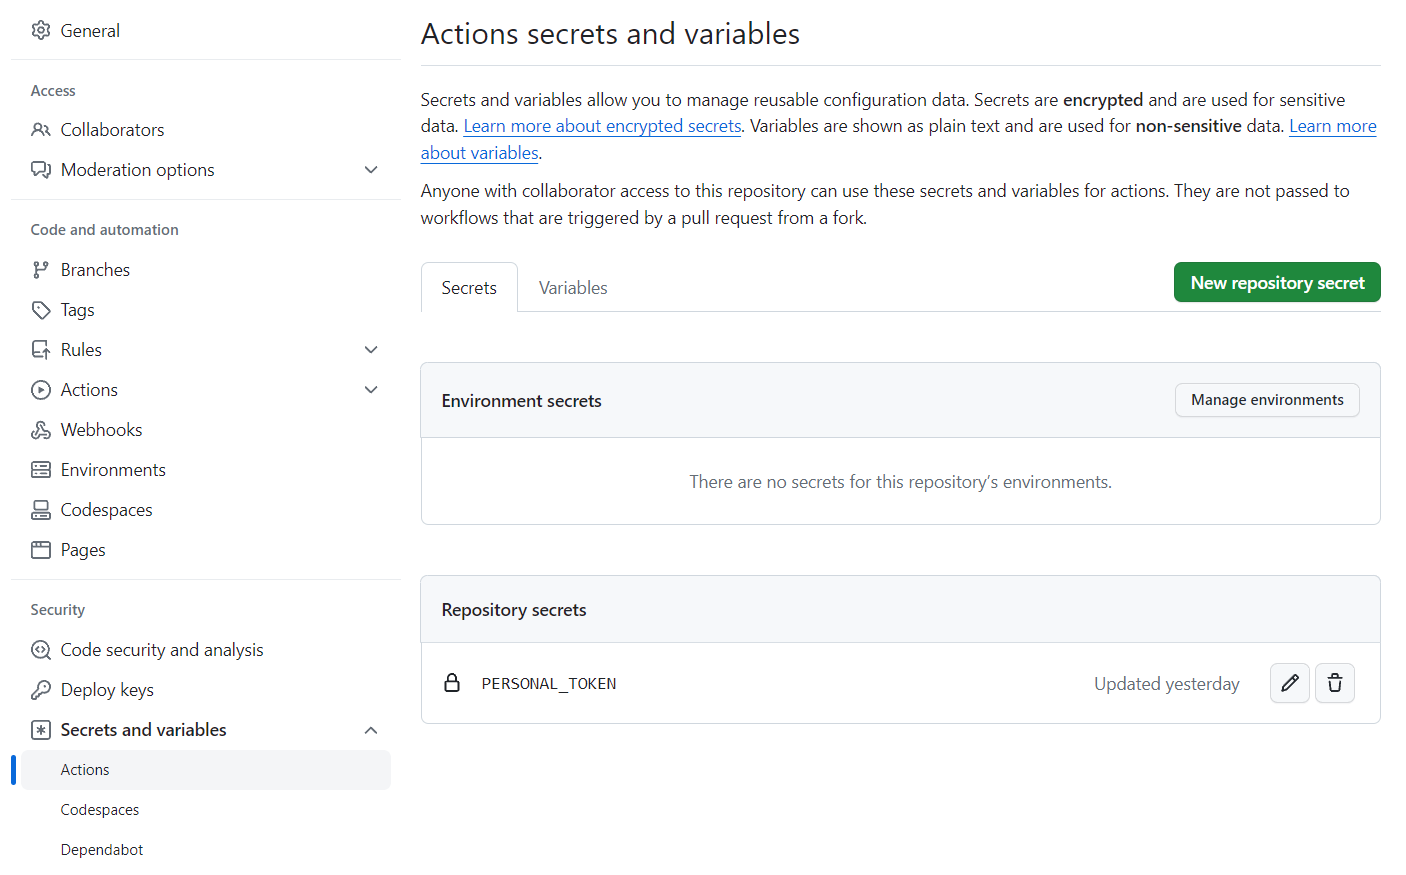 General
Access
Collaborators
Moderation options
Code and automation
Branches
Tags
Rules
Actions
Webhooks
Environments
Codespaces
Pages
Security
Code security and analysis
Deploy keys
Secrets and variables
Actions
Codespaces
Dependabot
Actions secrets and variables
Secrets and variables allow you to manage reusable configuration data. Secrets are encrypted and are used for sensitive
data. Learn more about encrypted secrets. Variables are shown as plain text and are used for non-sensitive data. Learn more
about variables.
Anyone with collaborator access to this repository can use these secrets and variables for actions. They are not passed to
workflows that are triggered by a pull request from a fork.
Secrets
Variables
New repository secret
Environment secrets
Manage environments
There are no secrets for this repository’s environments.
Repository secrets
PERSONAL_TOKEN
Updated yesterday